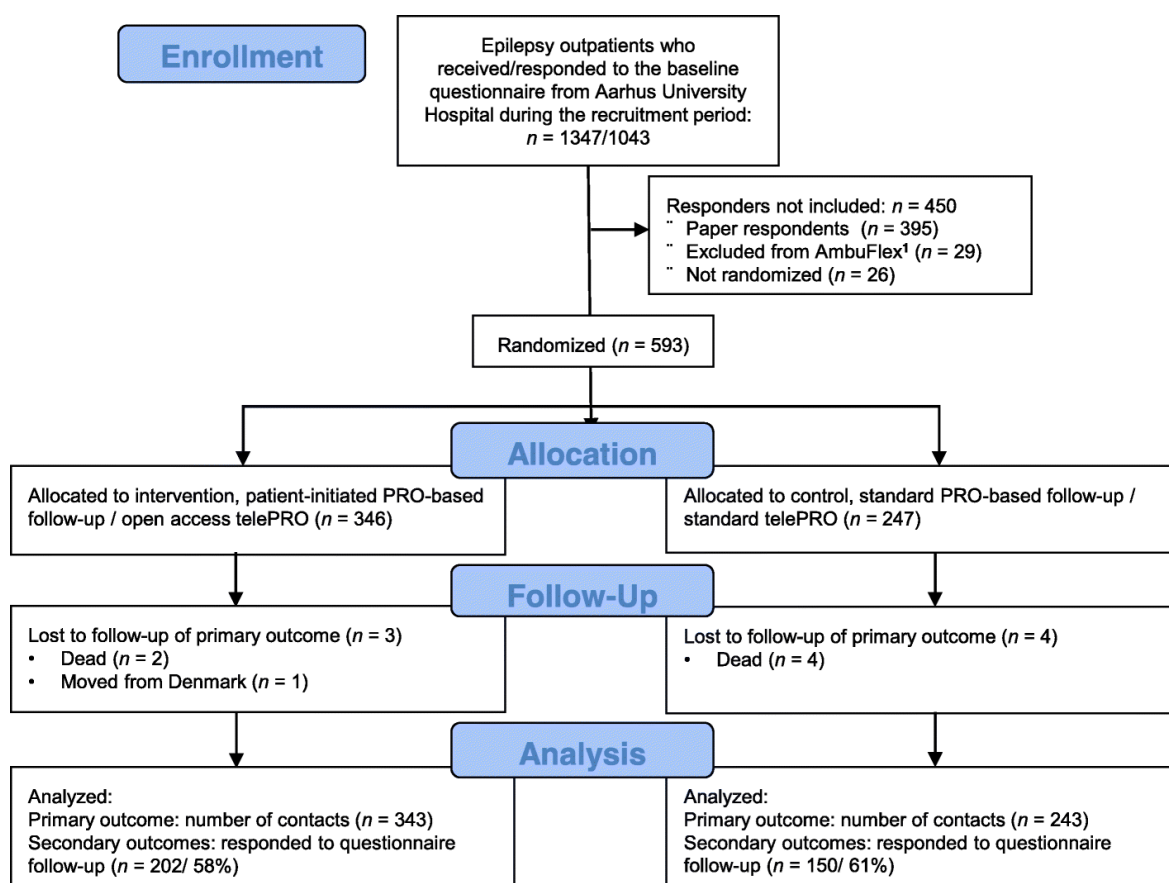 Enrollment
Epilepsy outpatients who
received/responded to the baseline
questionnaire from Aarhus University
Hospital during the recruitment period:
n = 1347/1043
Responders not included: n = 450
¨ Paper respondents (n = 395)
¨ Excluded from AmbuFlex¹ (n = 29)
¨ Not randomized (n = 26)
Randomized (n = 593)
Allocation
Allocated to intervention, patient-initiated PRO-based
follow-up / open access telePRO (n = 346)
Allocated to control, standard PRO-based follow-up /
standard telePRO (n = 247)
Follow-Up
Lost to follow-up of primary outcome (n = 3)
• Dead (n = 2)
• Moved from Denmark (n = 1)
Lost to follow-up of primary outcome (n = 4)
• Dead (n = 4)
Analysis
Analyzed:
Primary outcome: number of contacts (n = 343)
Secondary outcomes: responded to questionnaire
follow-up (n = 202/ 58%)
Analyzed:
Primary outcome: number of contacts (n = 243)
Secondary outcomes: responded to questionnaire
follow-up (n = 150/ 61%)